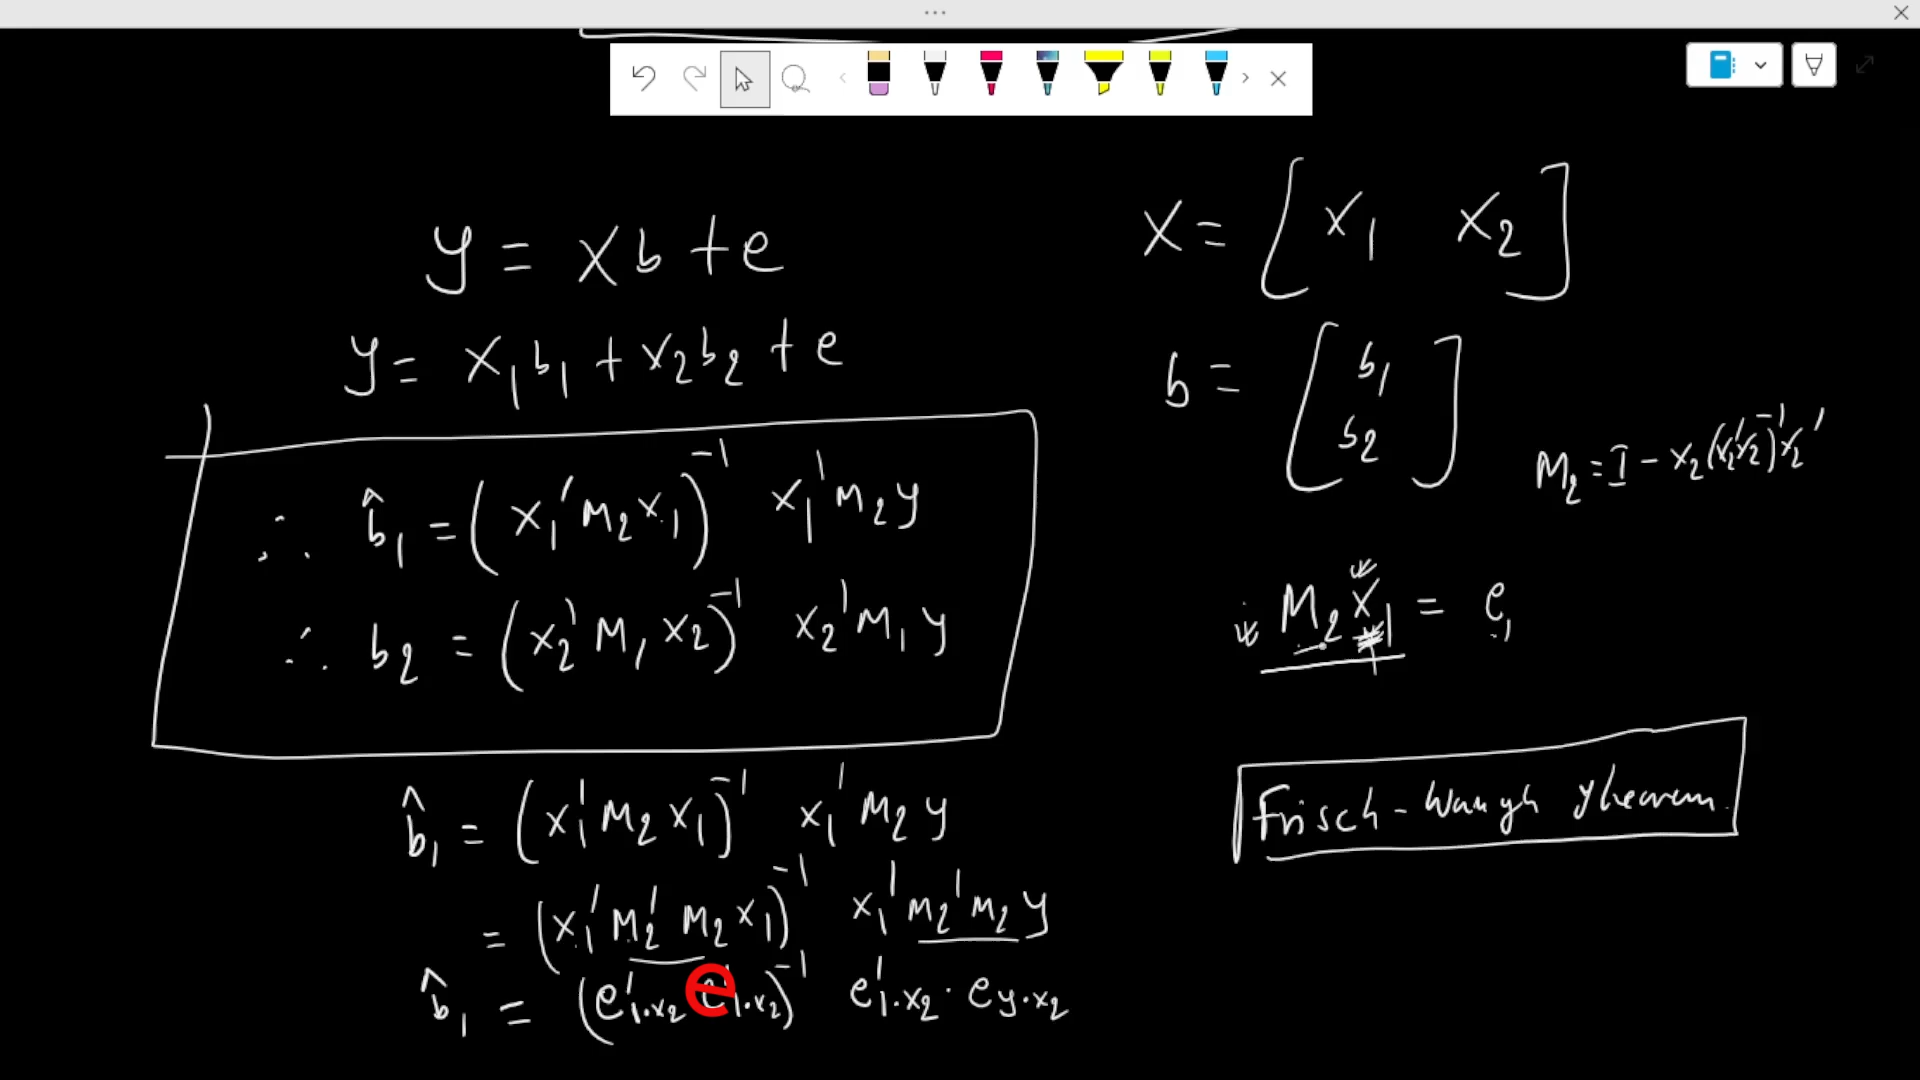 y = xb + e
y = x₁b₁ + x₂b₂ + e
∴ b̂₁ = (x₁'M₂x₁)⁻¹ x₁'M₂y
∴ b₂ = (x₂'M₁x₂)⁻¹ x₂'M₁y
b̂₁ = (x₁'M₂x₁)⁻¹ x₁'M₂y
= (x₁'M₂'M₂x₁)⁻¹ x₁'M₂'M₂y
b̂₁ = (e'₁.x₂ e'₁.x₂)⁻¹ e'₁.x₂ · ey.x₂
X = [x₁ x₂]
b = [b₁
b₂]
M₂ = I - x₂(x₂'x₂)⁻¹x₂'
M₂x₁ = e₁
Frisch - Waugh